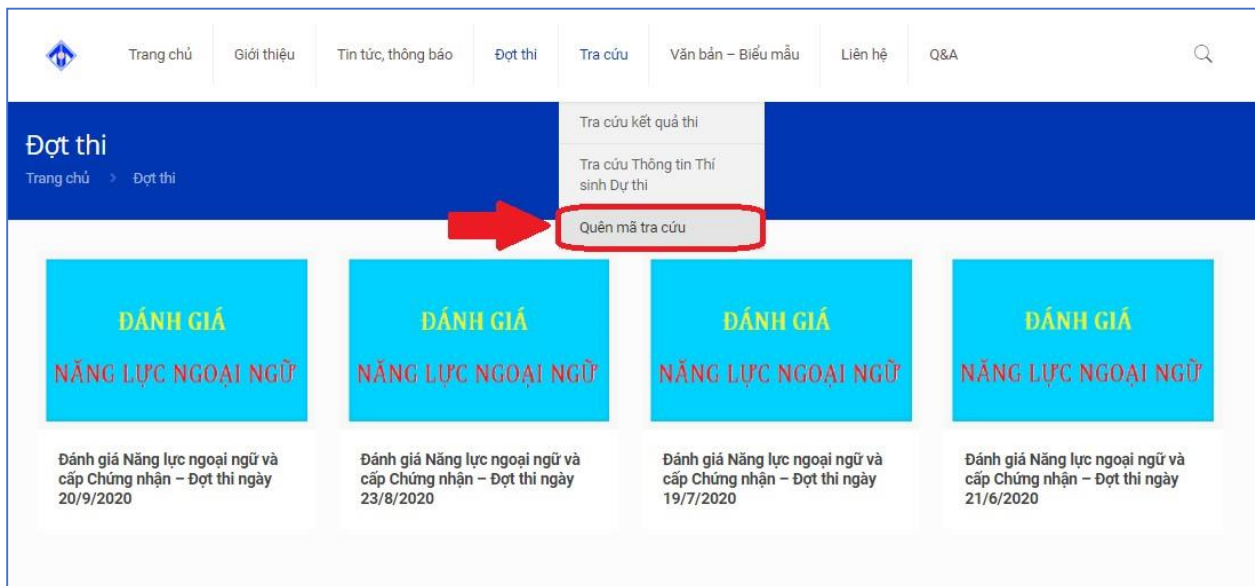 Trang chủ Giới thiệu Tin tức, thông báo Đợt thi Tra cứu Văn bản – Biểu mẫu Liên hệ Q&A
Tra cứu kết quả thi
Tra cứu Thông tin Thí
sinh Dự thi
Quên mã tra cứu
Đợt thi
Trang chủ > Đợt thi
ĐÁNH GIÁ
NĂNG LỰC NGOẠI NGỮ
Đánh giá Năng lực ngoại ngữ và
cấp Chứng nhận – Đợt thi ngày
20/9/2020
ĐÁNH GIÁ
NĂNG LỰC NGOẠI NGỮ
Đánh giá Năng lực ngoại ngữ và
cấp Chứng nhận – Đợt thi ngày
23/8/2020
ĐÁNH GIÁ
NĂNG LỰC NGOẠI NGỮ
Đánh giá Năng lực ngoại ngữ và
cấp Chứng nhận – Đợt thi ngày
19/7/2020
ĐÁNH GIÁ
NĂNG LỰC NGOẠI NGỮ
Đánh giá Năng lực ngoại ngữ và
cấp Chứng nhận – Đợt thi ngày
21/6/2020